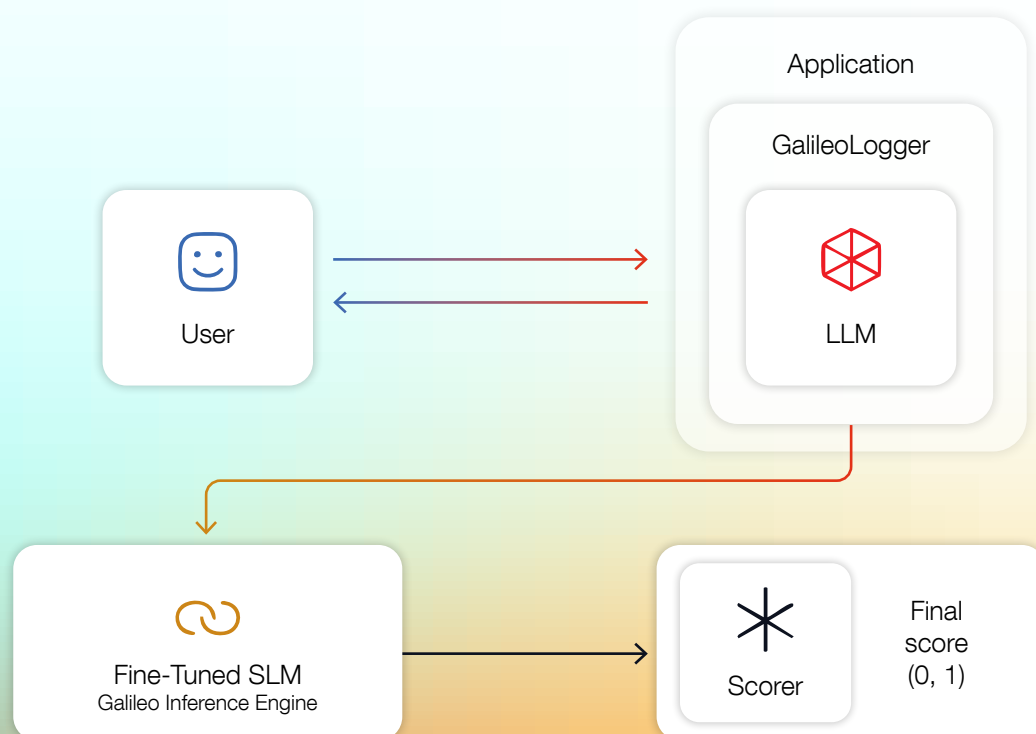 Application
GalileoLogger
User
LLM
Fine-Tuned SLM
Galileo Inference Engine
Scorer
Final
score
(0, 1)